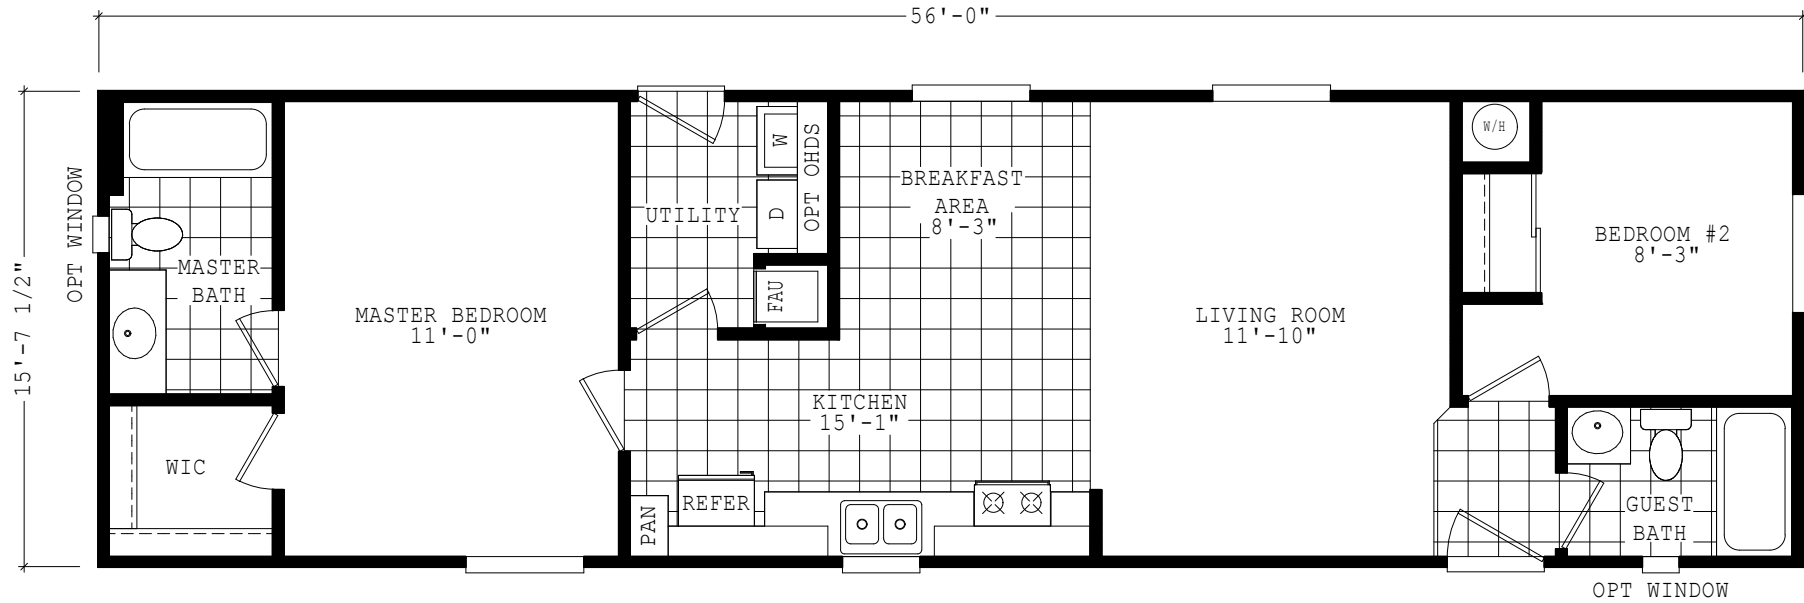 56'-0"
15'-7 1/2"
OPT WINDOW
MASTER
BATH
WIC
MASTER BEDROOM
11'-0"
UTILITY
W
D
OPT OHDS
FAU
BREAKFAST
AREA
8'-3"
KITCHEN
15'-1"
PAN
REFER
LIVING ROOM
11'-10"
W/H
BEDROOM #2
8'-3"
GUEST
BATH
OPT WINDOW